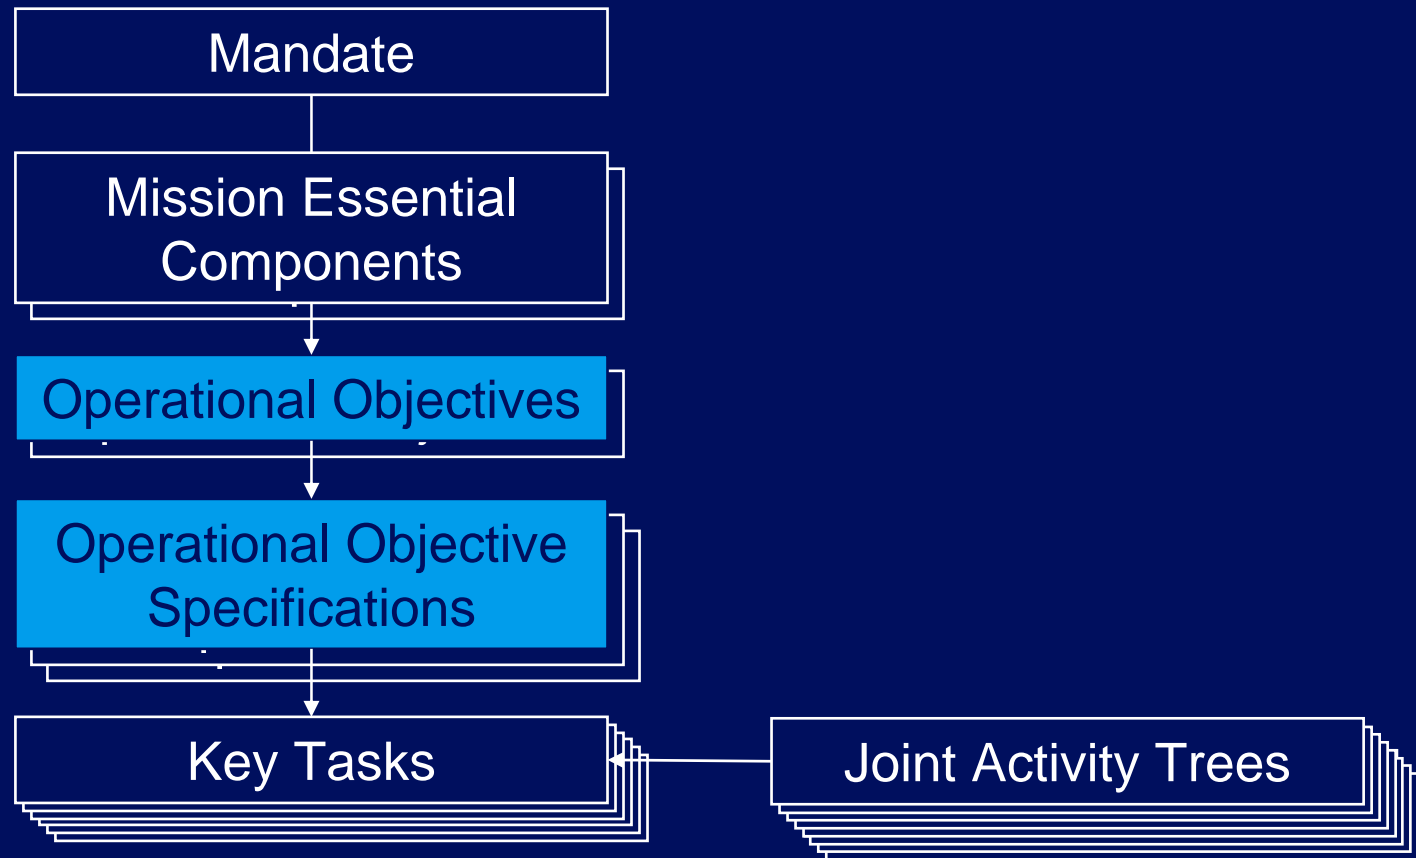 Mandate
Mission Essential
Components
Operational Objectives
Operational Objective
Specifications
Key Tasks
Joint Activity Trees